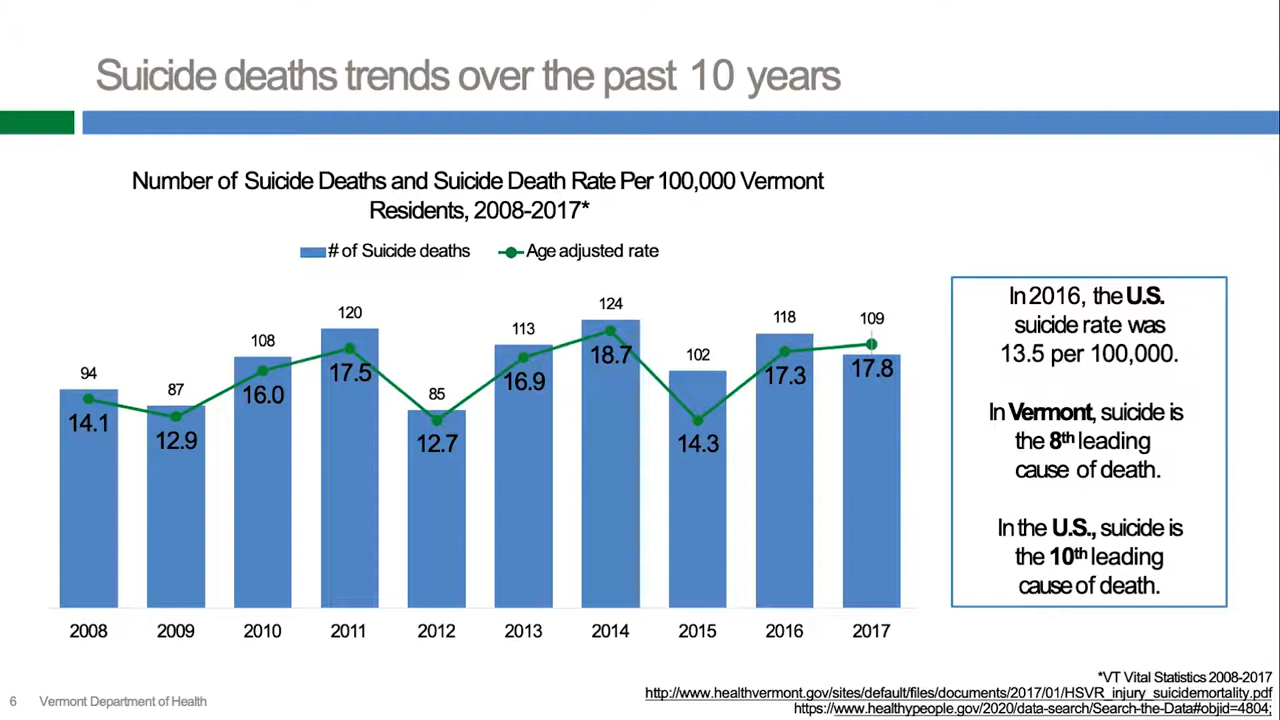 Suicide deaths trends over the past 10 years
Number of Suicide Deaths and Suicide Death Rate Per 100,000 Vermont
Residents, 2008-2017*
# of Suicide deaths Age adjusted rate
94 87 108 120 85 113 124 102 118 109
14.1 12.9 16.0 17.5 12.7 16.9 18.7 14.3 17.3 17.8
2008 2009 2010 2011 2012 2013 2014 2015 2016 2017
In 2016, the U.S.
suicide rate was
13.5 per 100,000.
In Vermont, suicide is
the 8th leading
cause of death.
In the U.S., suicide is
the 10th leading
cause of death.
*VT Vital Statistics 2008-2017
http://www.healthvermont.gov/sites/default/files/documents/2017/01/HSVR_injury_suicidemortality.pdf
https://www.healthypeople.gov/2020/data-search/Search-the-Data#objid=4804;
6 Vermont Department of Health